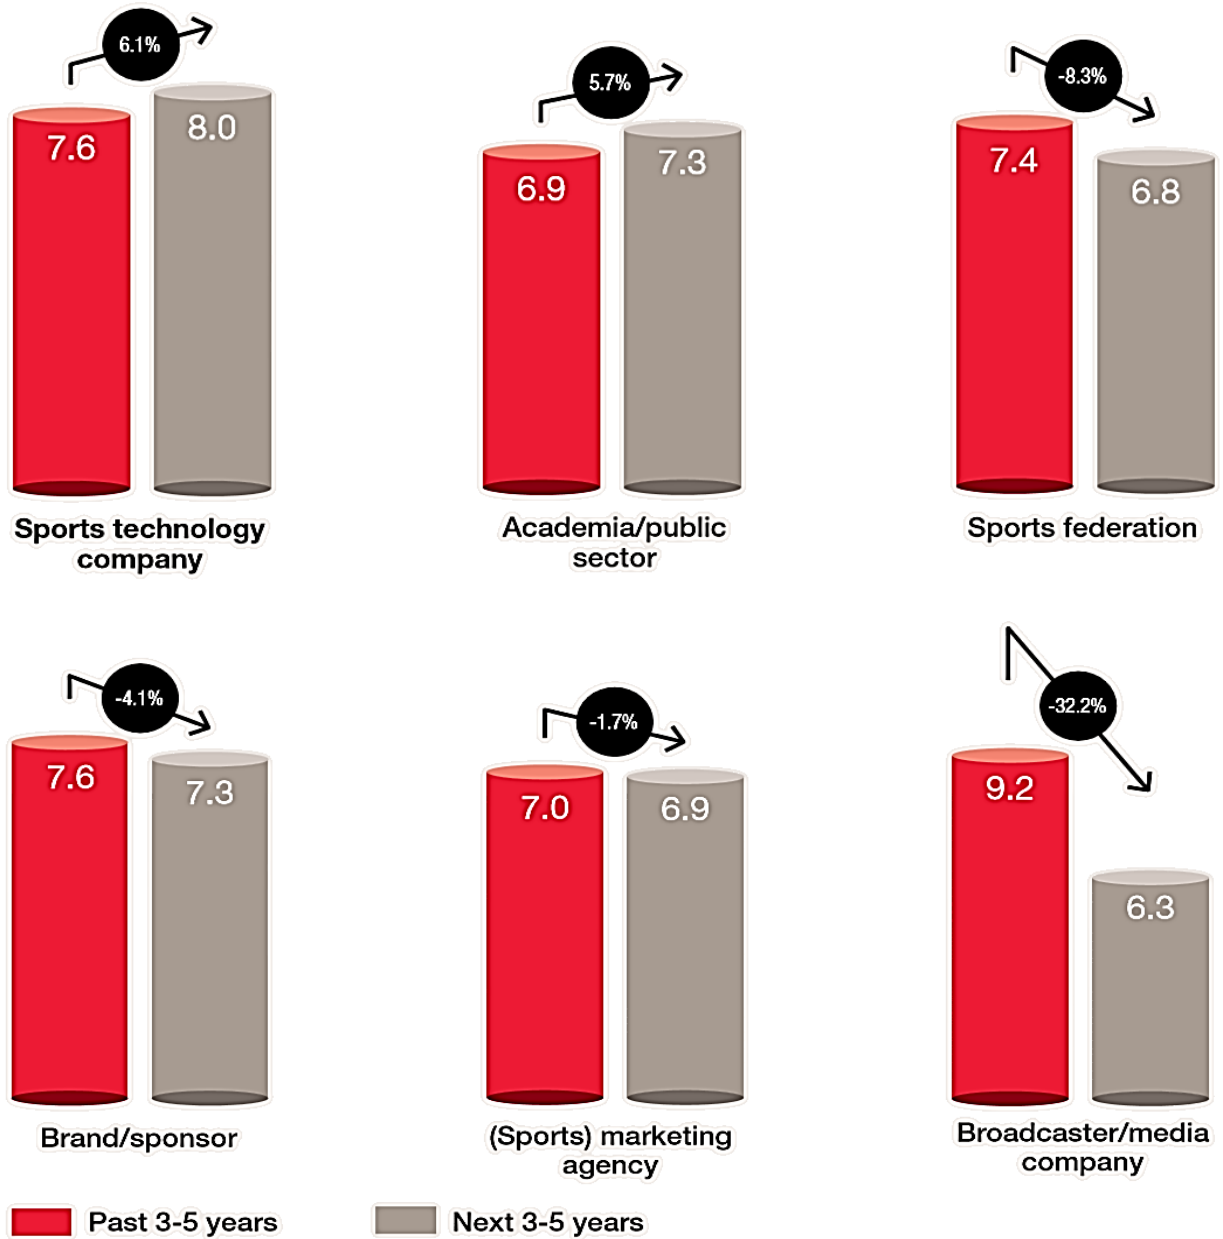 6.1%
7.6
8.0
Sports technology
company
5.7%
6.9
7.3
Academia/public
sector
-8.3%
7.4
6.8
Sports federation
-4.1%
7.6
7.3
Brand/sponsor
-1.7%
7.0
6.9
(Sports) marketing
agency
-32.2%
9.2
6.3
Broadcaster/media
company
Past 3-5 years
Next 3-5 years